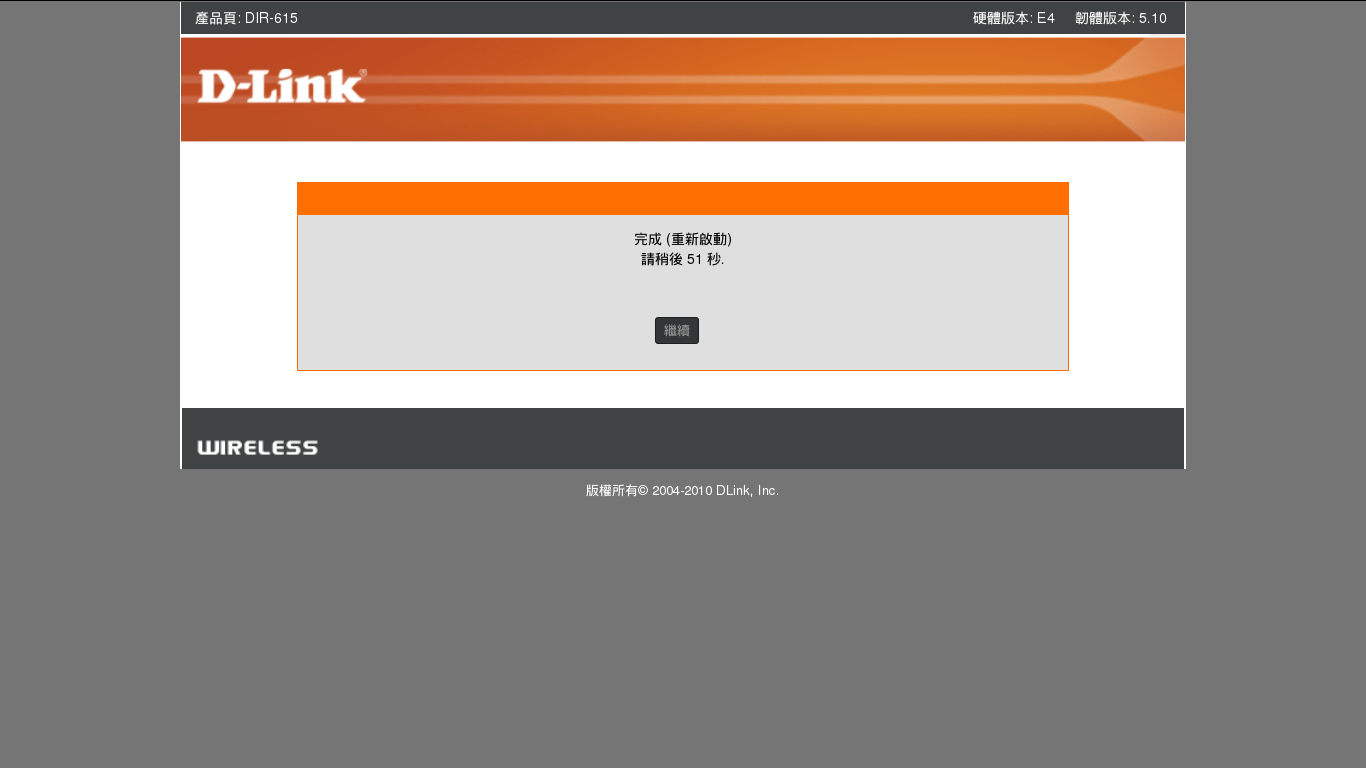 產品頁: DIR-615 硬體版本: E4 韌體版本: 5.10
D-Link®
完成 (重新啟動)
請稍後 51 秒.
繼續
WIRELESS
版權所有© 2004-2010 DLink, Inc.